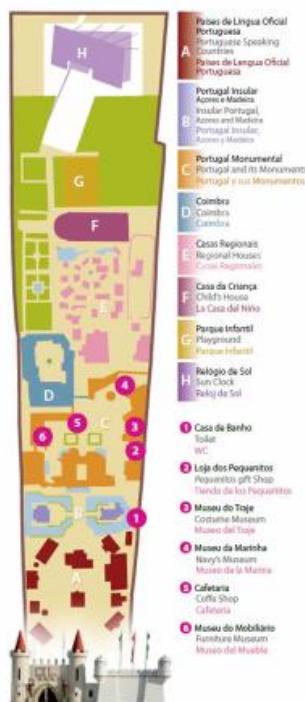 H
G
F
E
D
4
5
C
6
3
2
B
1
A
A
Países de Língua Oficial
Portuguesa
Portuguese Speaking
Countries
Países de Lengua Oficial
Portuguesa
B
Portugal Insular
Açores e Madeira
Insular Portugal,
Azores and Madeira
Portugal Insular,
Azores y Madeira
C
Portugal Monumental
Portugal and its Monuments
Portugal y sus Monumentos
D
Coimbra
Coimbra
Coimbra
E
Casas Regionais
Regional Houses
Casas Regionales
F
Casa da Criança
Child's House
La Casa del Niño
G
Parque Infantil
Playground
Parque Infantil
H
Relógio de Sol
Sun Clock
Reloj de Sol
1 Casa de Banho
Toilet
WC
2 Loja dos Pequenitos
Pequenitos gift Shop
Tienda de los Pequenitos
3 Museu do Traje
Costume Museum
Museo del Traje
4 Museu da Marinha
Navy's Museum
Museo de la Marina
5 Cafetaria
Coffe Shop
Cafetería
6 Museu do Mobiliário
Furniture Museum
Museo del Mueble